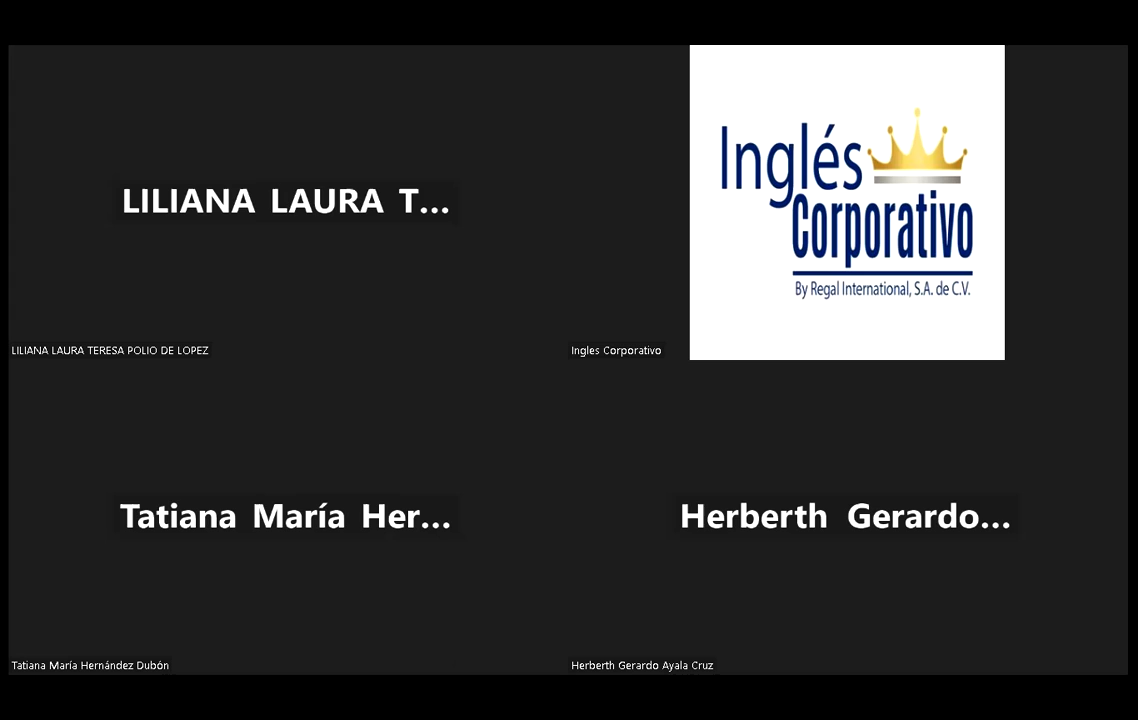 LILIANA LAURA T...
LILIANA LAURA TERESA POLIO DE LOPEZ
Inglés
Corporativo
By Regal International, S.A. de C.V.
Ingles Corporativo
Tatiana María Her...
Tatiana María Hernández Dubón
Herberth Gerardo...
Herberth Gerardo Ayala Cruz